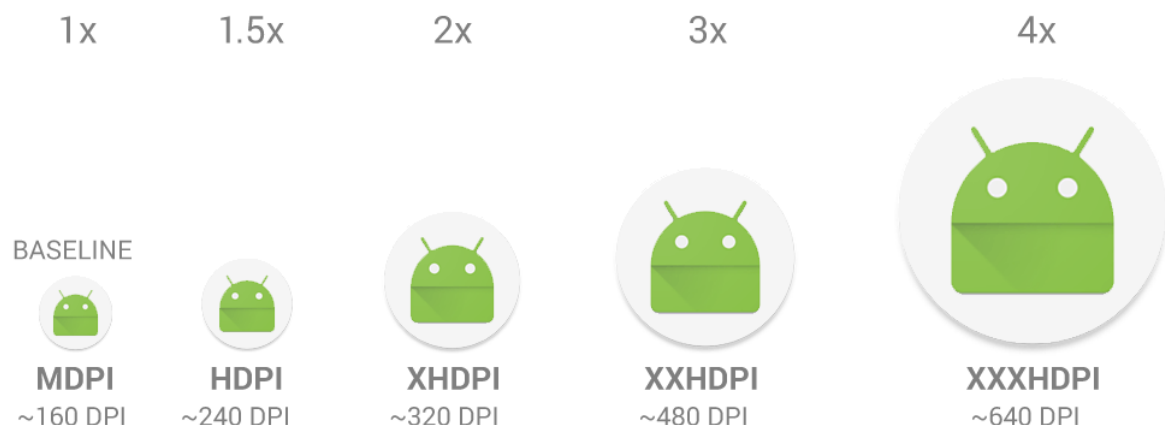 1x 1.5x 2x 3x 4x
BASELINE
MDPI HDPI XHDPI XXHDPI XXXHDPI
~160 DPI ~240 DPI ~320 DPI ~480 DPI ~640 DPI